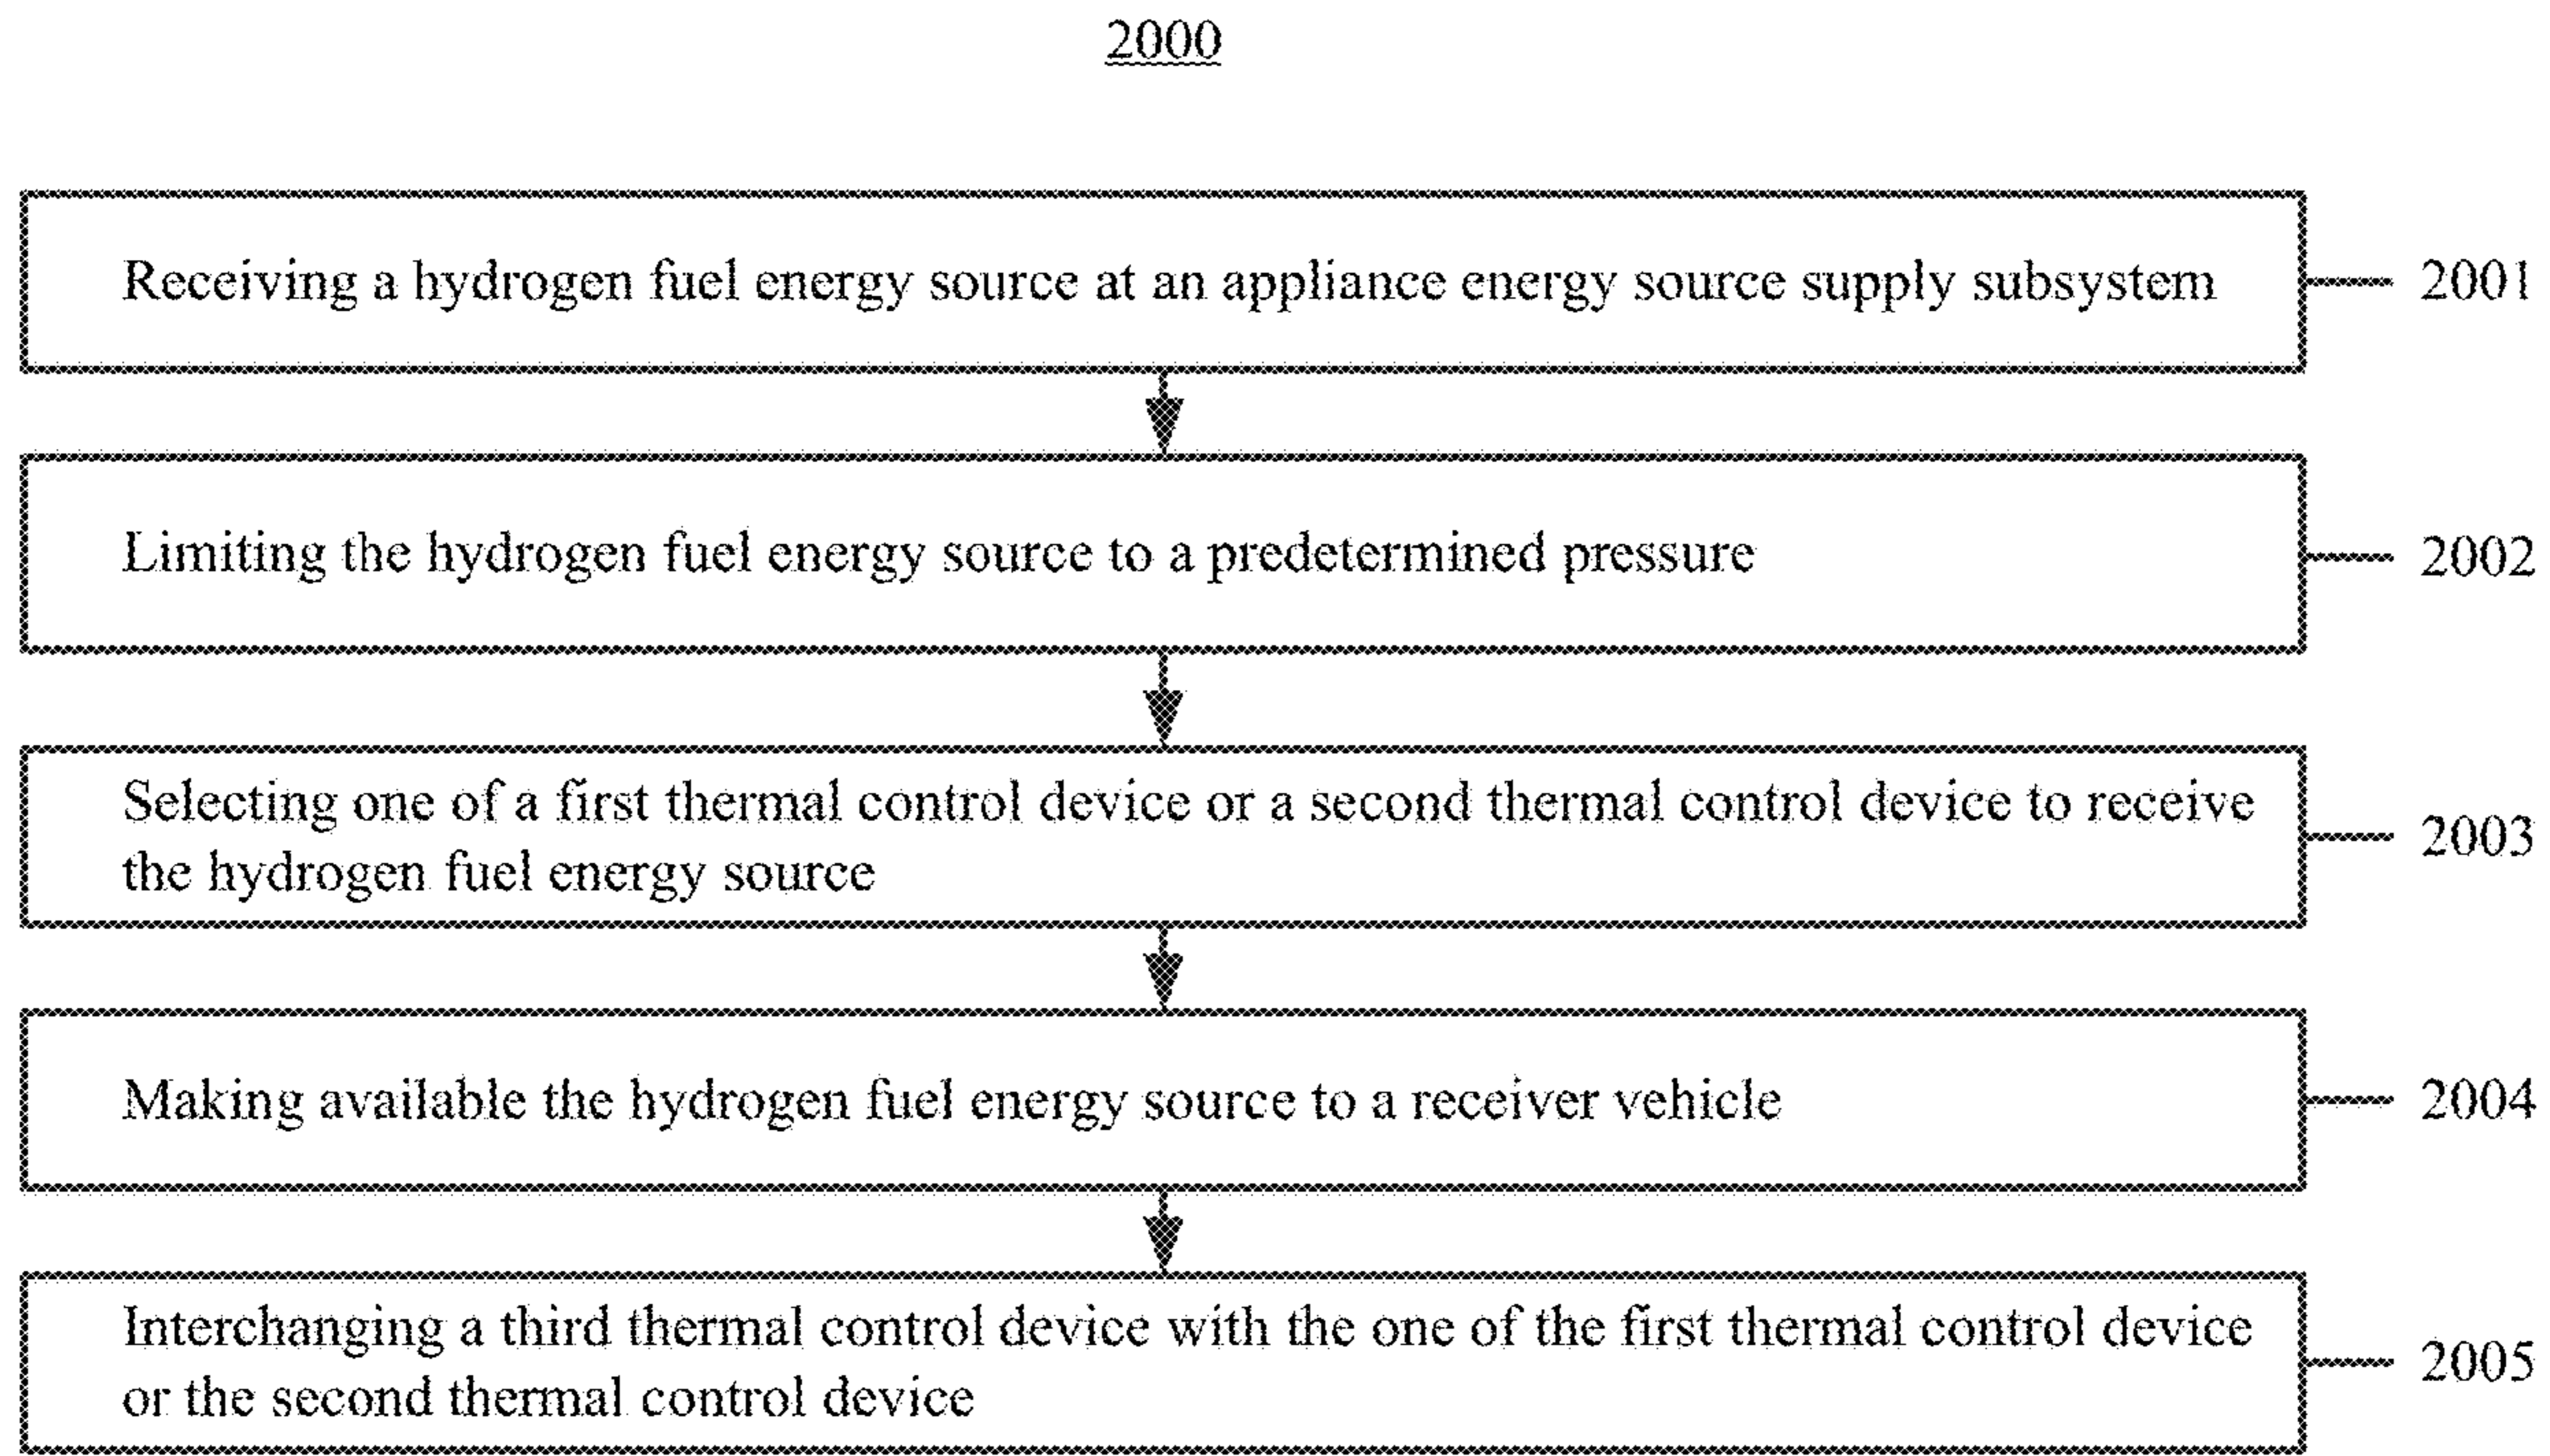 2000
Receiving a hydrogen fuel energy source at an appliance energy source supply subsystem
2001
Limiting the hydrogen fuel energy source to a predetermined pressure
2002
Selecting one of a first thermal control device or a second thermal control device to receive
the hydrogen fuel energy source
2003
Making available the hydrogen fuel energy source to a receiver vehicle
2004
Interchanging a third thermal control device with the one of the first thermal control device
or the second thermal control device
2005